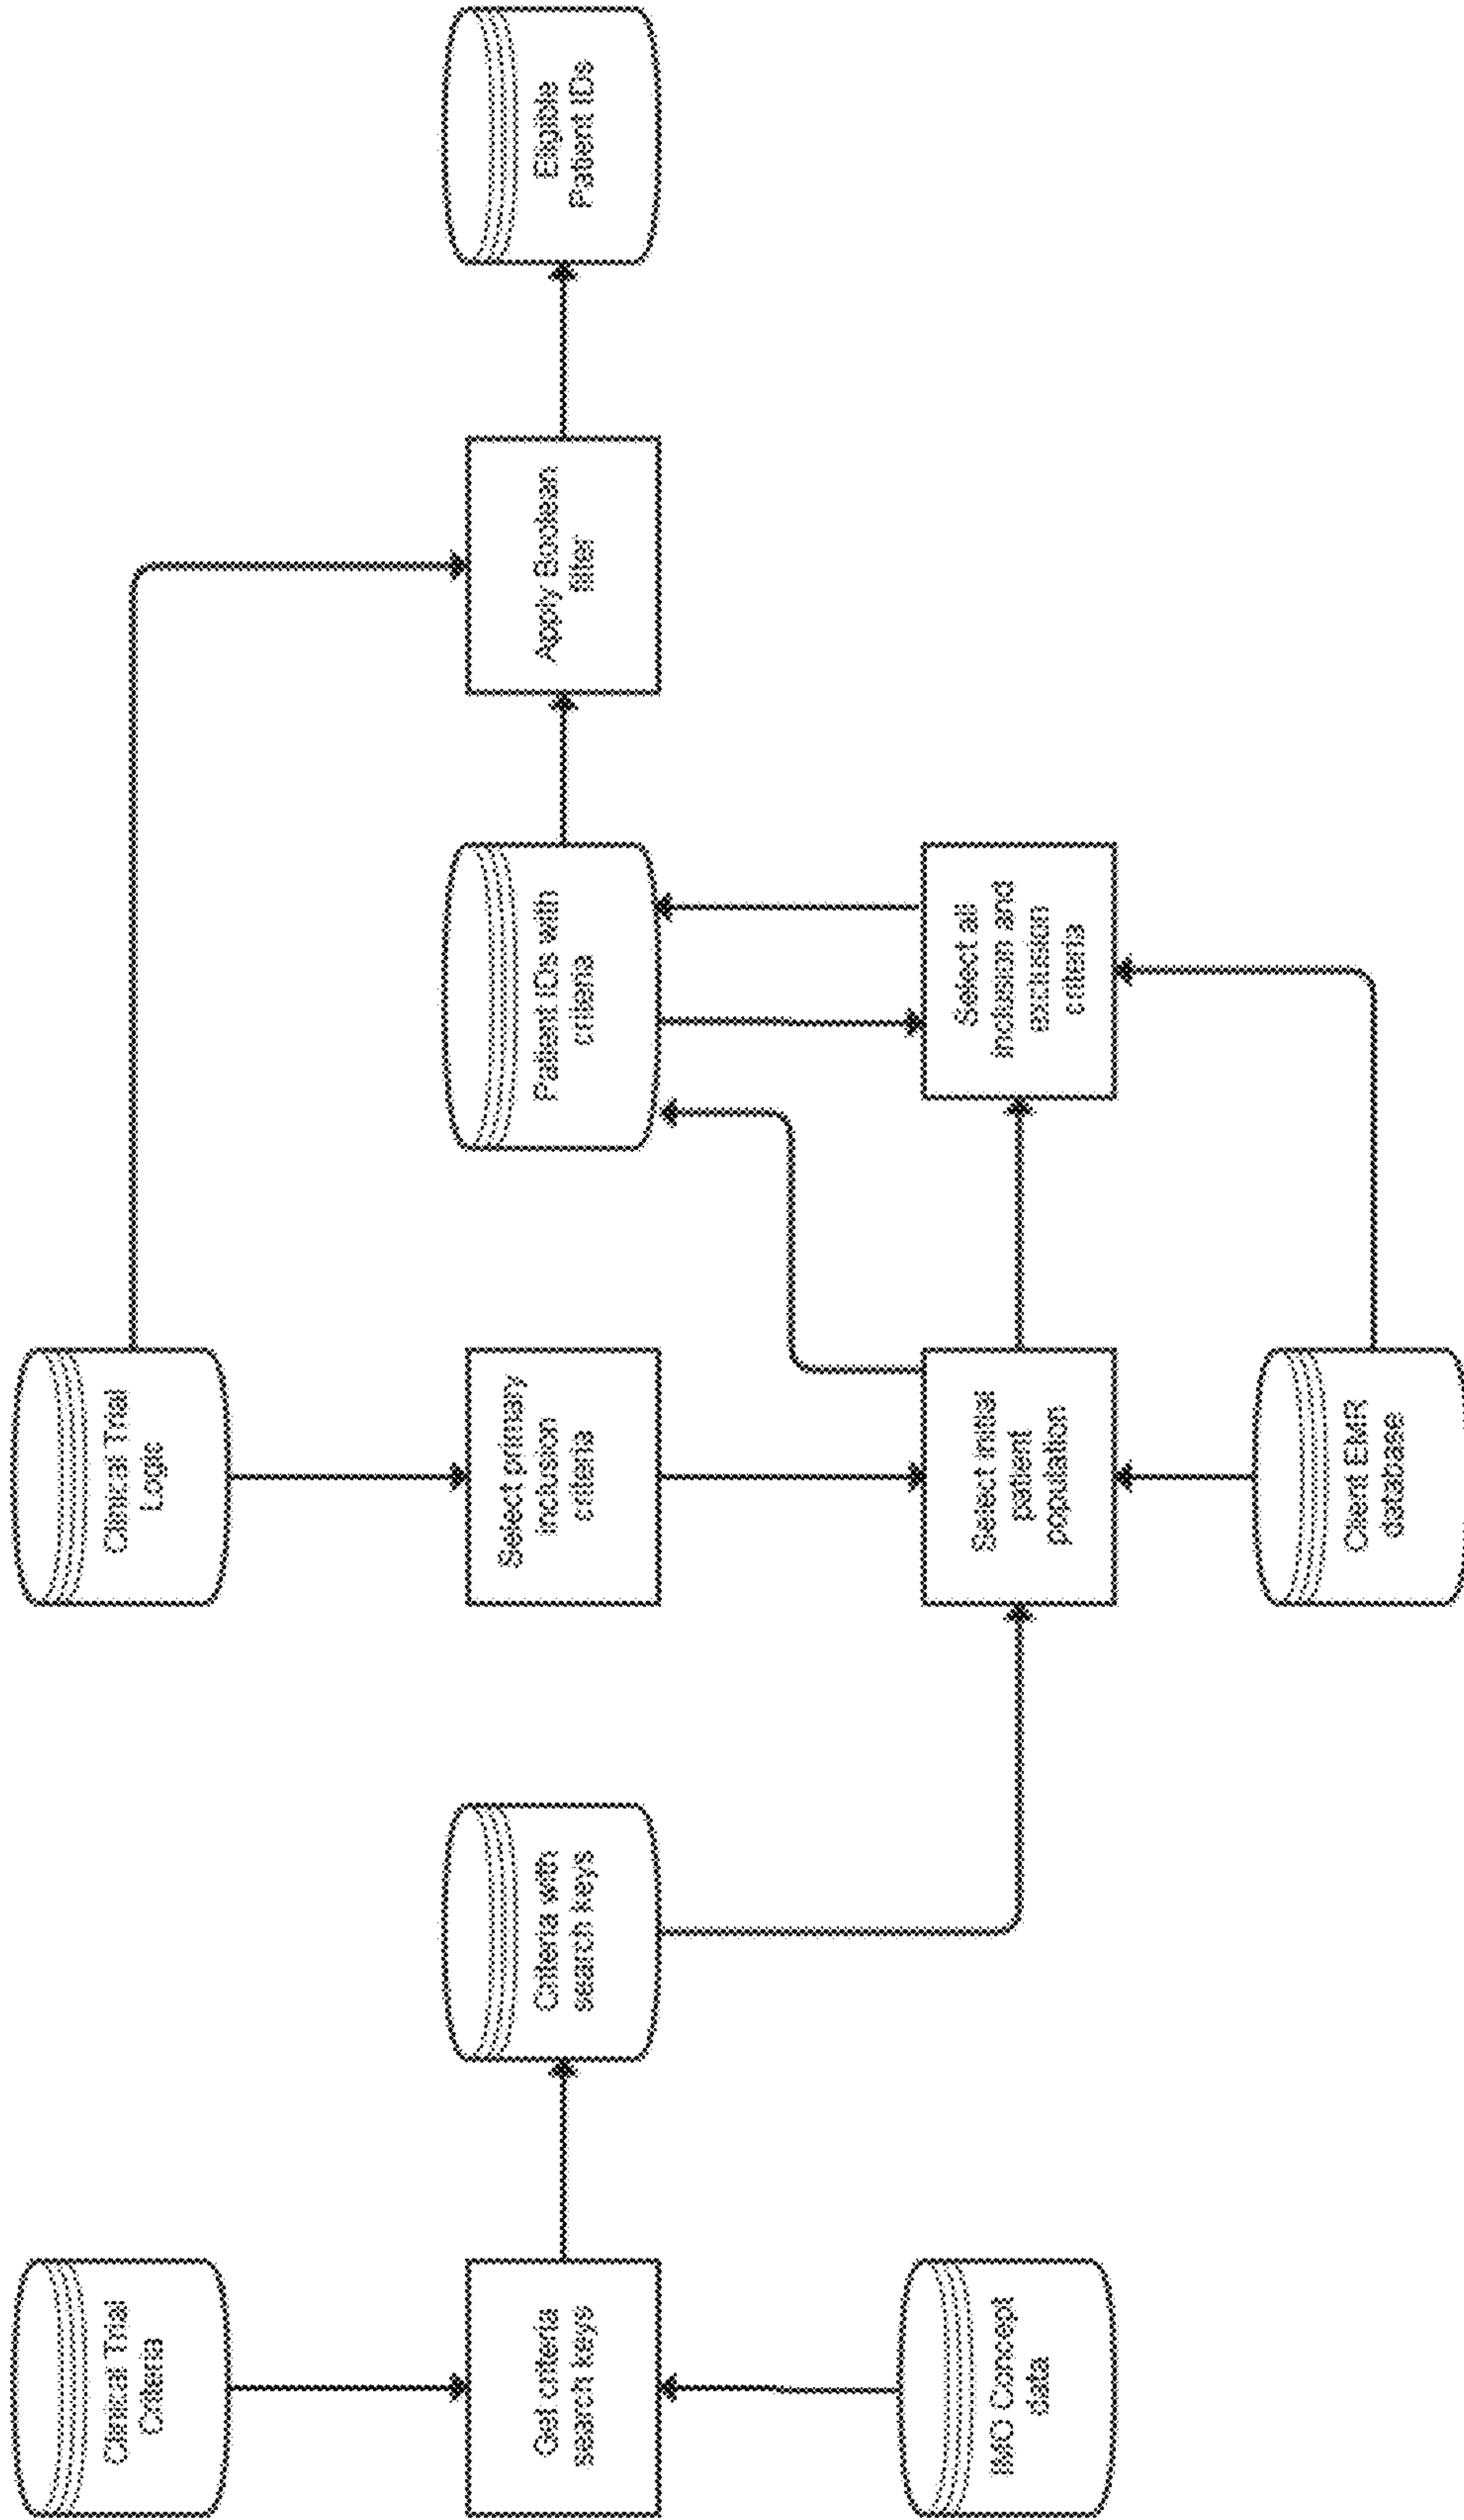 Clinical Trial
Criteria
Get criteria
search keys
IMO Concept
data
Criteria with
search keys
Clinical Trial
Logic
Select primary
inclusion
criteria
Select initial
patient
population
Client EMR
database
Patient IDs with
criteria
Select all
inclusion and
exclusion
criteria
Apply Boolean
filter
Eligible
Patient IDs